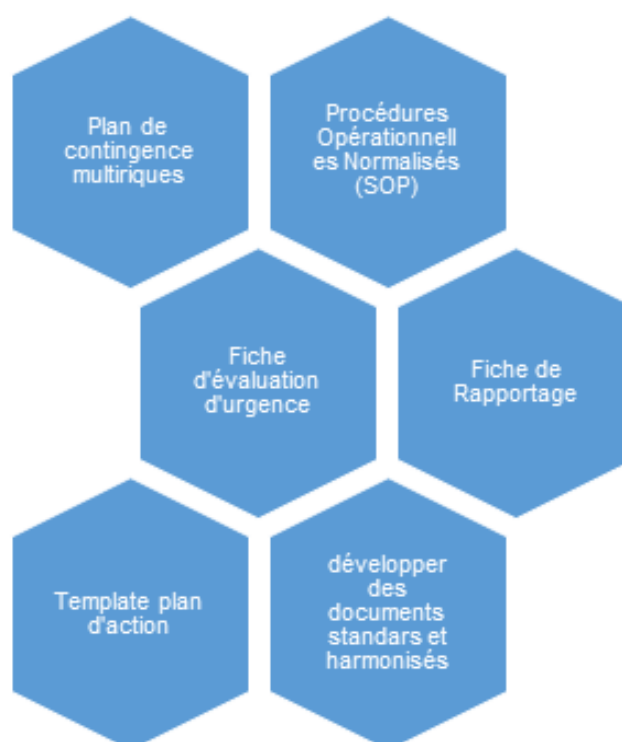 Plan de
contingence
multiriques
Procédures
Opérationnell
es Normalisés
(SOP)
Fiche
d'évaluation
d'urgence
Fiche de
Rapportage
Template plan
d'action
développer
des
documents
standars et
harmonisés